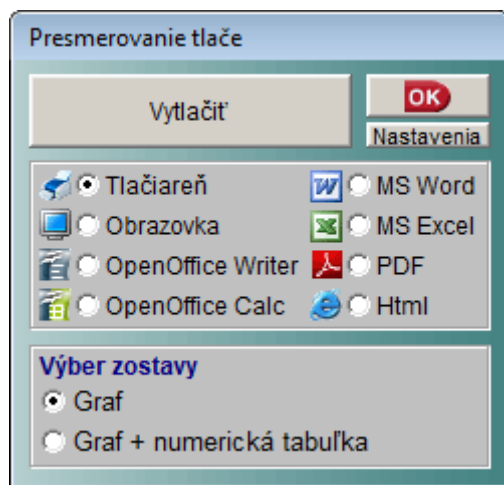 Presmerovanie tlače
Vytlačiť
OK
Nastavenia
Tlačiareň
MS Word
Obrazovka
MS Excel
OpenOffice Writer
PDF
OpenOffice Calc
Html
Výber zostavy
Graf
Graf + numerická tabuľka